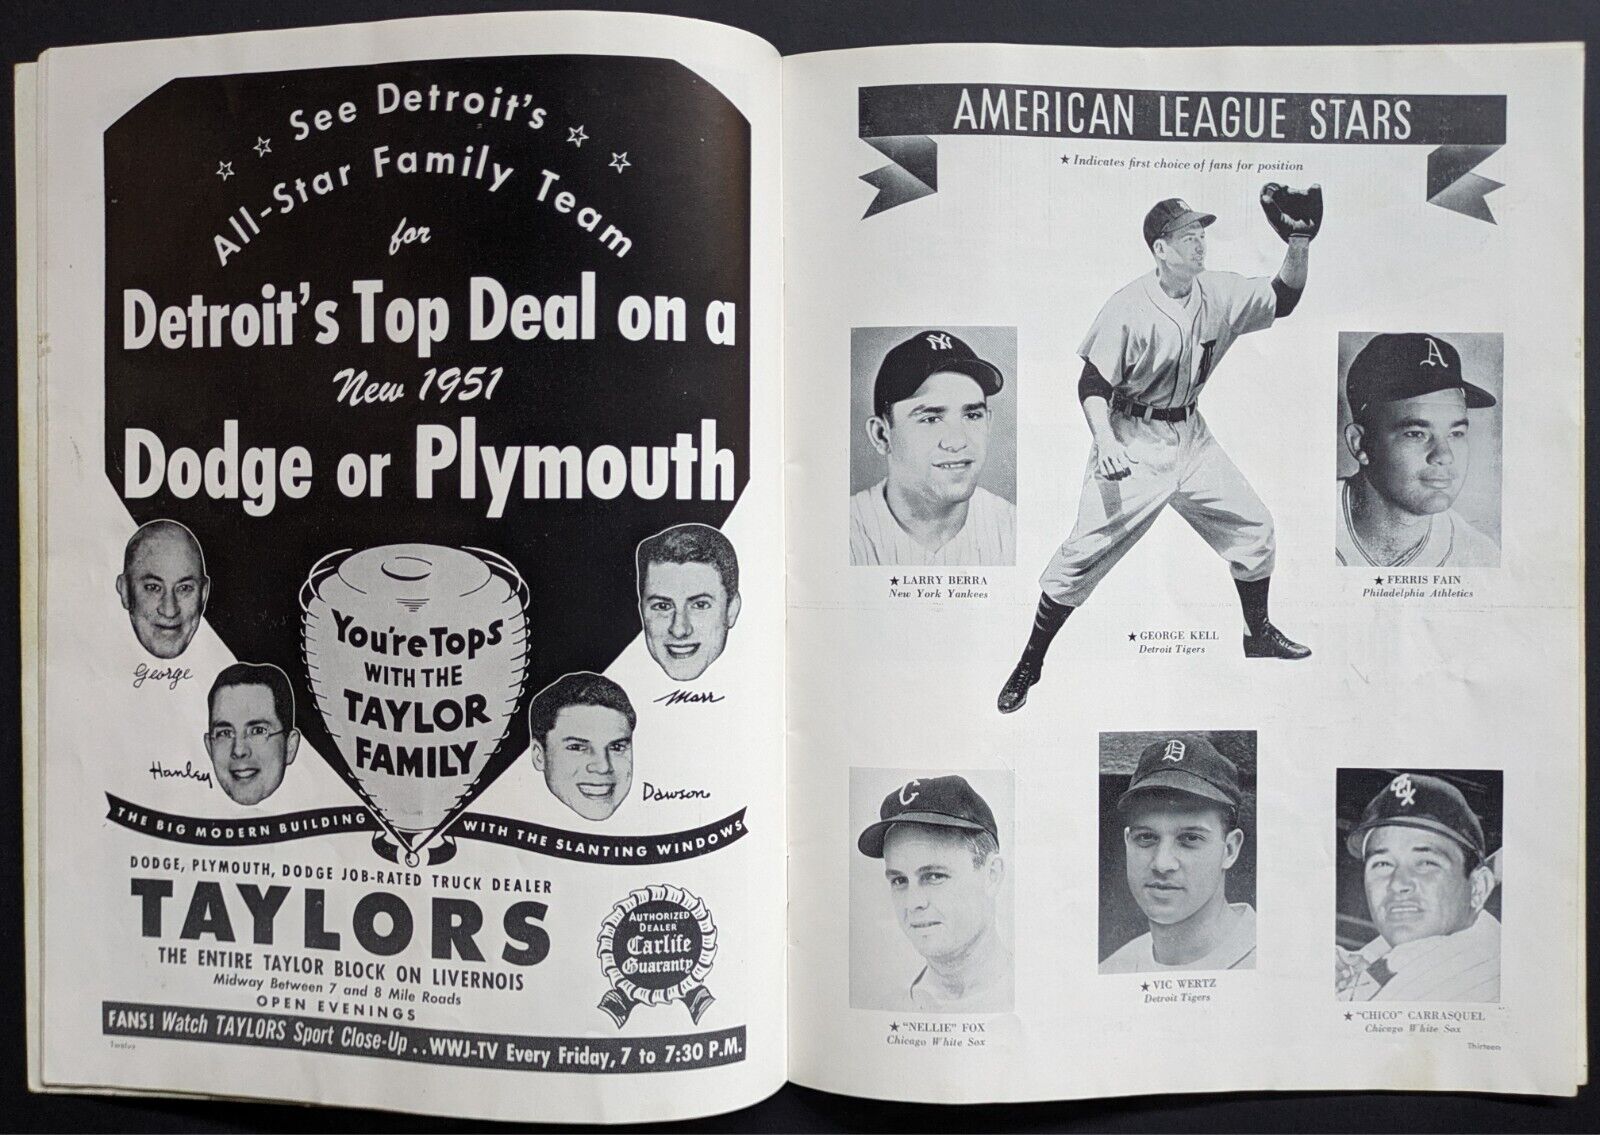 See Detroit's
All-Star Family Team
for
Detroit's Top Deal on a
New 1951
Dodge or Plymouth
You're Tops
WITH THE
TAYLOR
FAMILY
George
Hanley
Marr
Dawson
THE BIG MODERN BUILDING WITH THE SLANTING WINDOWS
DODGE, PLYMOUTH, DODGE JOB-RATED TRUCK DEALER
TAYLORS
THE ENTIRE TAYLOR BLOCK ON LIVERNOIS
Midway Between 7 and 8 Mile Roads
OPEN EVENINGS
AUTHORIZED
DEALER
Carlife
Guaranty
FANS! Watch TAYLORS Sport Close-Up .. WWJ-TV Every Friday, 7 to 7:30 P.M.
Twelve
AMERICAN LEAGUE STARS
★ Indicates first choice of fans for position
NY
A
★ LARRY BERRA
New York Yankees
★ FERRIS FAIN
Philadelphia Athletics
★ GEORGE KELL
Detroit Tigers
C
D
SOX
★ "NELLIE" FOX
Chicago White Sox
★ VIC WERTZ
Detroit Tigers
★ "CHICO" CARRASQUEL
Chicago White Sox
Thirteen